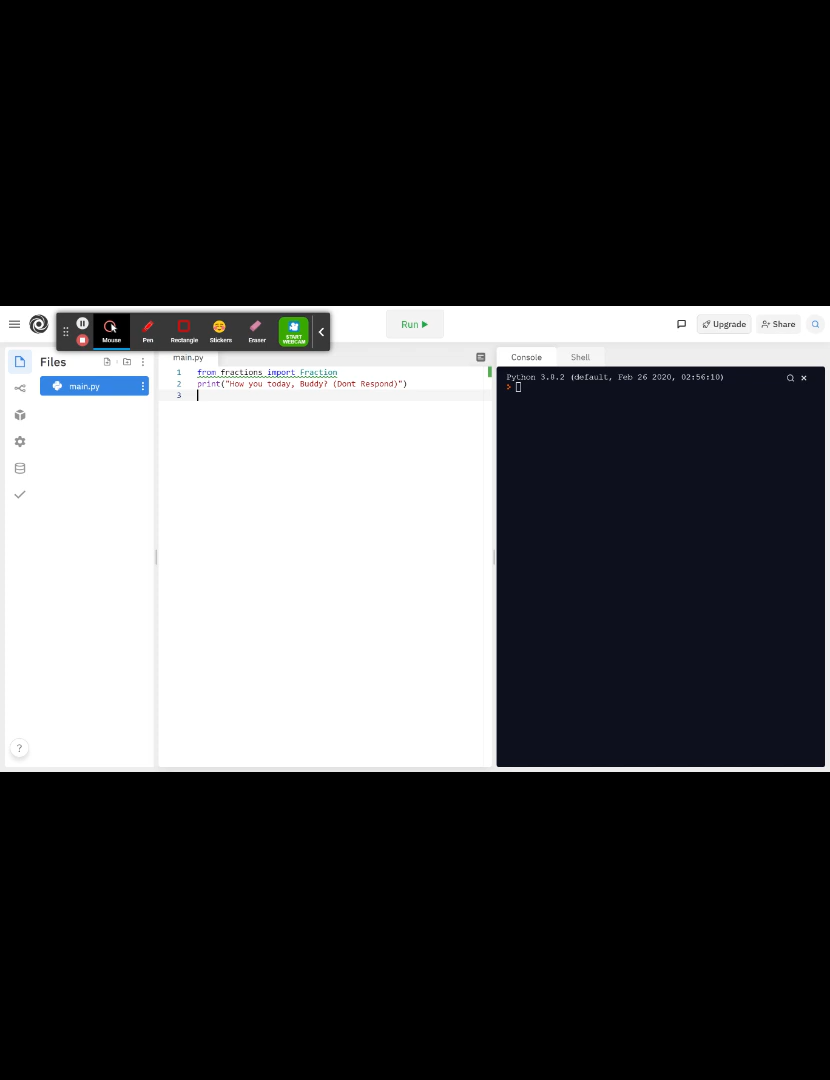 Mouse
Pen
Rectangle
Stickers
Eraser
START
WEBCAM
Run
Upgrade
Share
Files
main.py
main.py
1 from fractions import Fraction
2 print("How you today, Buddy? (Dont Respond)")
3
Console
Shell
Python 3.8.2 (default, Feb 26 2020, 02:56:10)
>
?